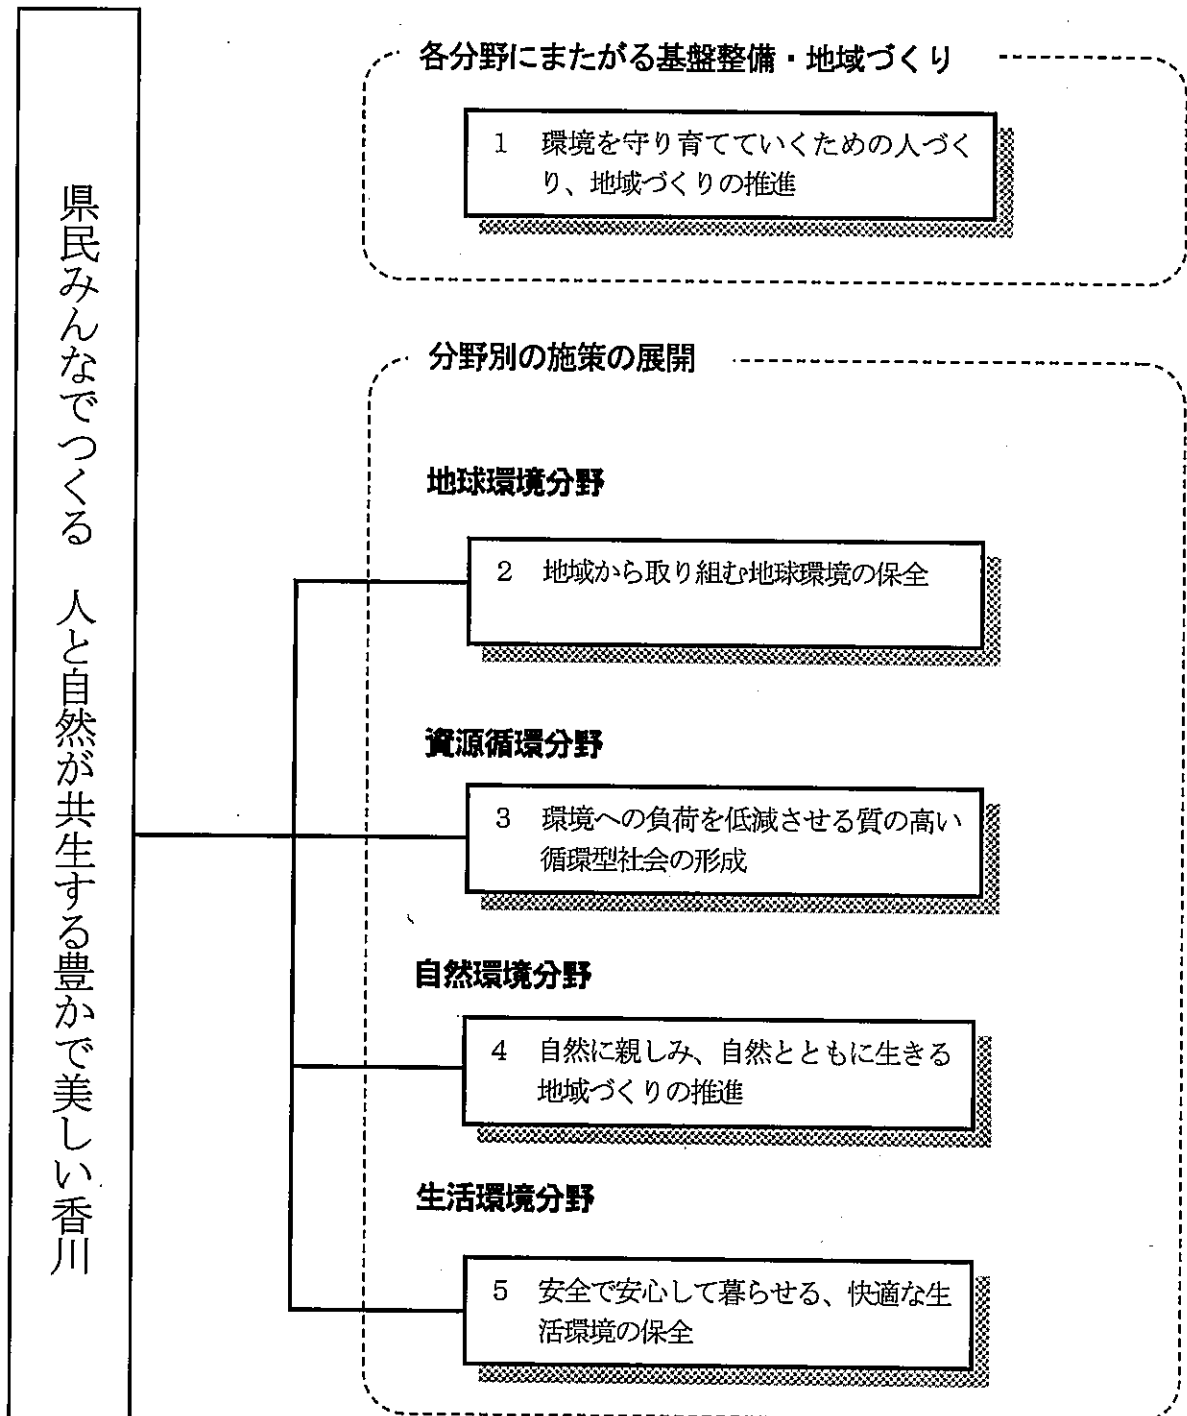 県民みんなでつくる　人と自然が共生する豊かで美しい香川
各分野にまたがる基盤整備・地域づくり
1　環境を守り育てていくための人づく
り、地域づくりの推進
分野別の施策の展開
地球環境分野
2　地域から取り組む地球環境の保全
資源循環分野
3　環境への負荷を低減させる質の高い
循環型社会の形成
自然環境分野
4　自然に親しみ、自然とともに生きる
地域づくりの推進
生活環境分野
5　安全で安心して暮らせる、快適な生
活環境の保全